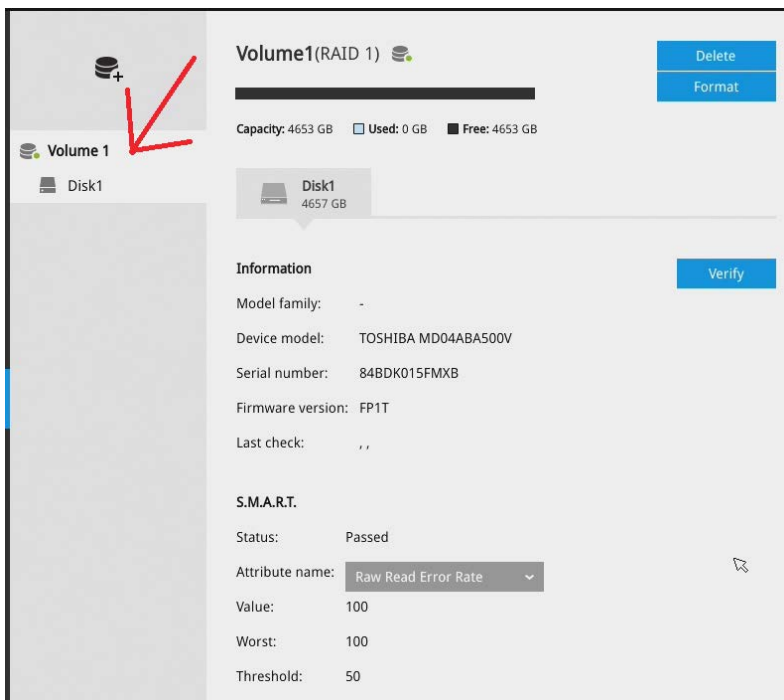 Volume 1
Disk1
Volume1(RAID 1)
Delete
Format
Capacity: 4653 GB Used: 0 GB Free: 4653 GB
Disk1
4657 GB
Information
Verify
Model family: -
Device model: TOSHIBA MD04ABA500V
Serial number: 84BDK015FMXB
Firmware version: FP1T
Last check: , ,
S.M.A.R.T.
Status: Passed
Attribute name: Raw Read Error Rate
Value: 100
Worst: 100
Threshold: 50